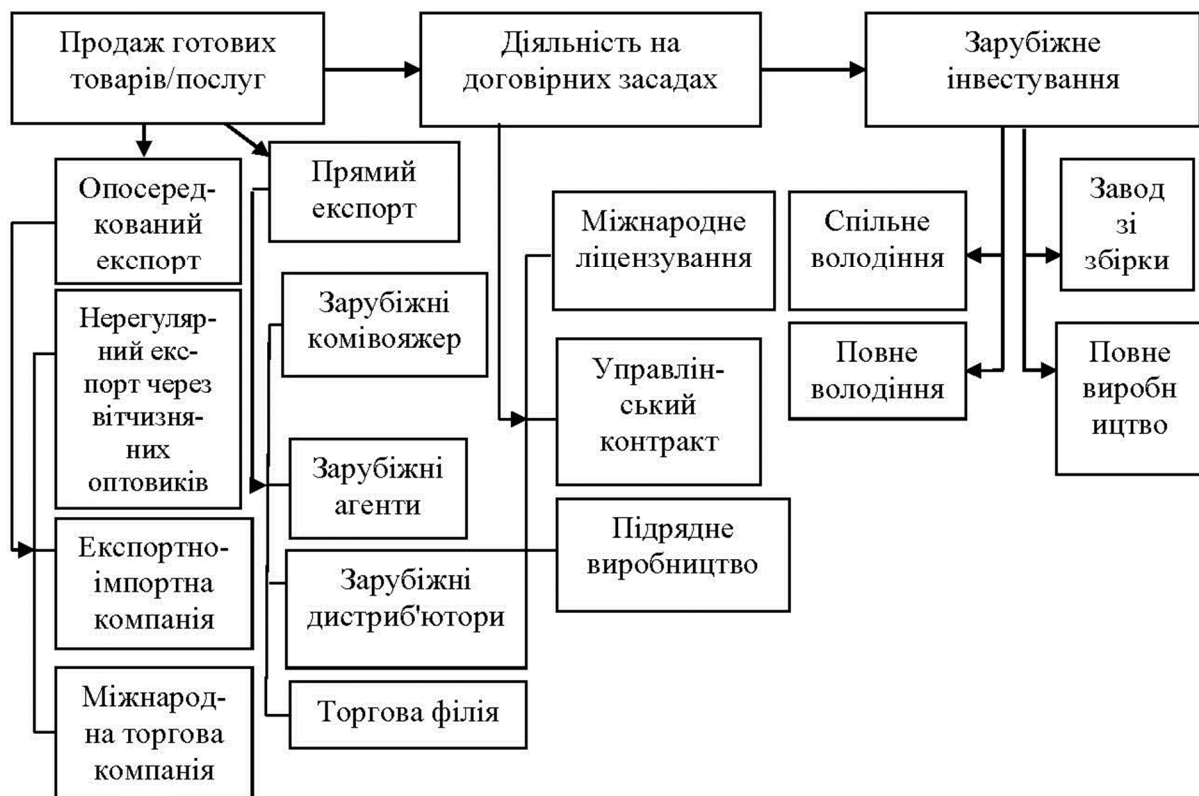 Продаж готових
товарів/послуг
Діяльність на
договірних засадах
Зарубіжне
інвестування
Опосеред-
кований
експорт
Прямий
експорт
Нерегуляр-
ний екс-
порт через
вітчизня-
них
оптовиків
Експортно-
імпортна
компанія
Міжнарод-
на торгова
компанія
Зарубіжні
комівояжер
Зарубіжні
агенти
Зарубіжні
дистриб'ютори
Торгова філія
Міжнародне
ліцензування
Управлін-
ський
контракт
Підрядне
виробництво
Спільне
володіння
Повне
володіння
Завод
зі
збірки
Повне
виробн
ицтво